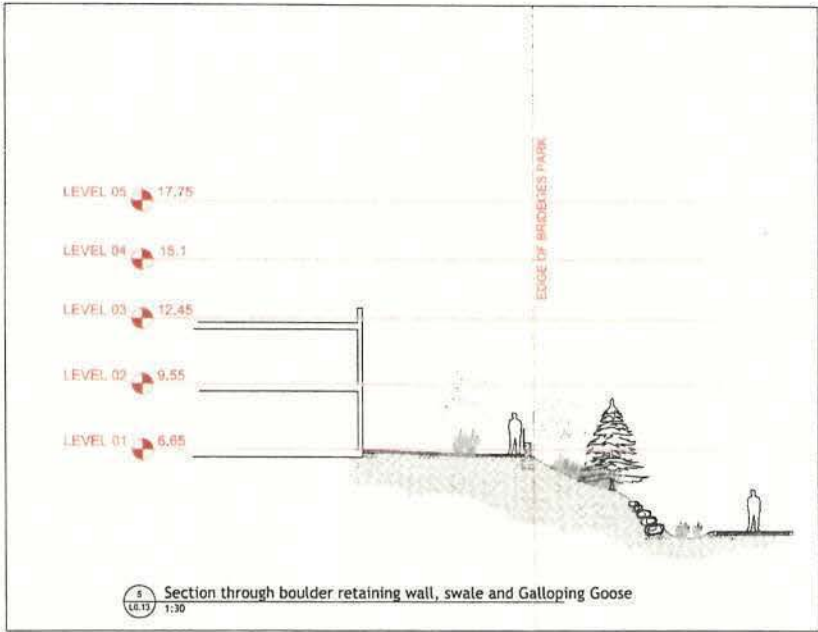 LEVEL 05 17.75
LEVEL 04 15.1
LEVEL 03 12.45
LEVEL 02 9.55
LEVEL 01 6.65
EDGE OF BRIDEGES PARK
5
L0.13
Section through boulder retaining wall, swale and Galloping Goose
1:30